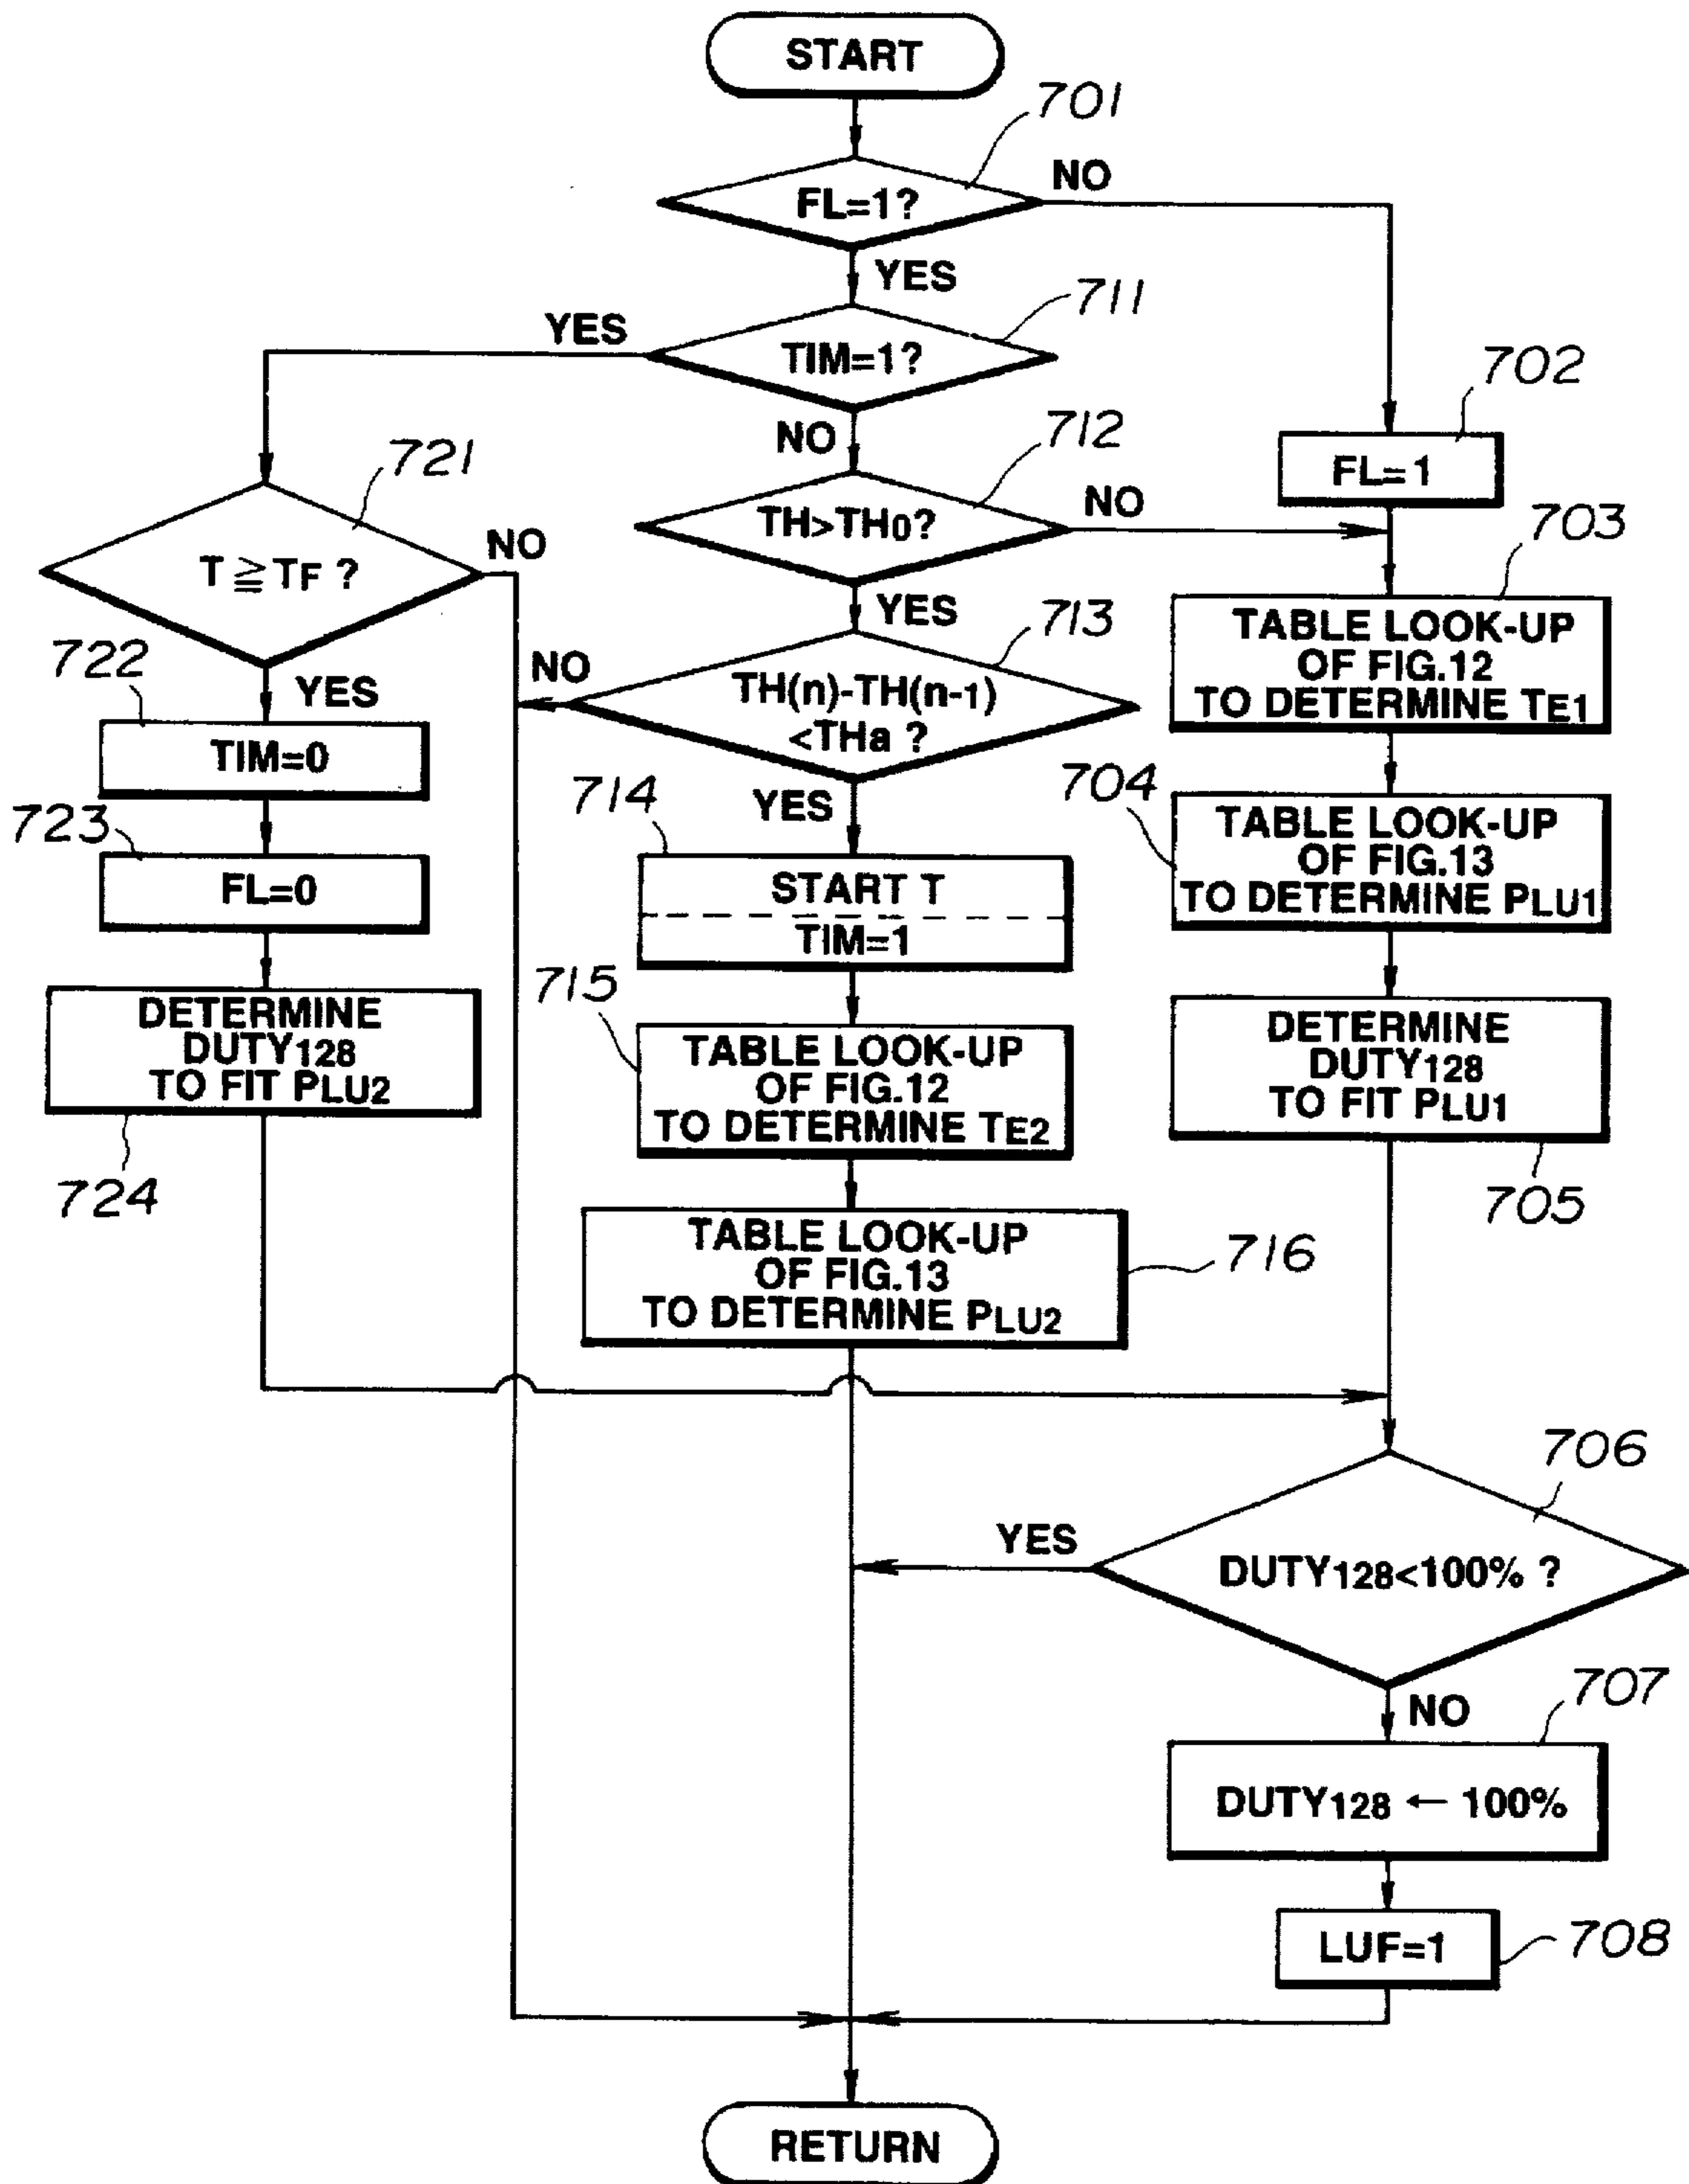 START
701
FL=1?
NO
YES
711
YES
TIM=1?
702
NO
712
FL=1
721
TH>TH0?
NO
703
T ≧ TF ?
NO
YES
713
TABLE LOOK-UP
OF FIG.12
TO DETERMINE TE1
722
YES
NO
TH(n)-TH(n-1)
<THa ?
TIM=0
714
YES
704
TABLE LOOK-UP
OF FIG.13
TO DETERMINE PLU1
723
FL=0
START T
TIM=1
715
DETERMINE
DUTY128
TO FIT PLU2
724
TABLE LOOK-UP
OF FIG.12
TO DETERMINE TE2
DETERMINE
DUTY128
TO FIT PLU1
705
TABLE LOOK-UP
OF FIG.13
TO DETERMINE PLU2
716
706
YES
DUTY128<100% ?
NO
707
DUTY128 ← 100%
LUF=1
708
RETURN